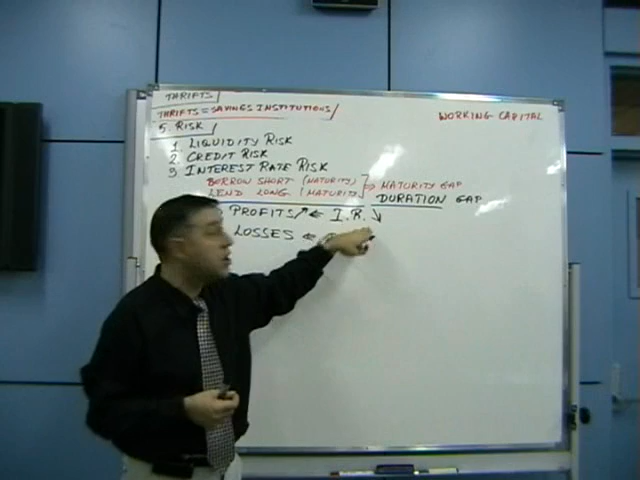 THRIFTS
THRIFTS = SAVINGS INSTITUTIONS
WORKING CAPITAL
5. RISK
1. LIQUIDITY RISK
2. CREDIT RISK
3. INTEREST RATE RISK
BORROW SHORT (MATURITY) ⇒ MATURITY GAP
LEND LONG (MATURITY) DURATION GAP
PROFITS ↗ ⇐ I.R. ↘
LOSSES ⇐